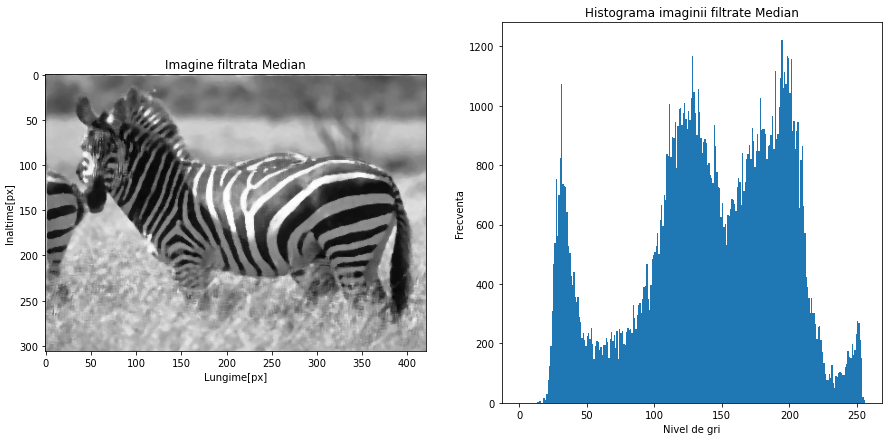 Imagine filtrata Median
0
50
100
150
200
250
300
Inaltime[px]
0 50 100 150 200 250 300 350 400
Lungime[px]
Histograma imaginii filtrate Median
1200
1000
800
600
400
200
0
Frecventa
0 50 100 150 200 250
Nivel de gri